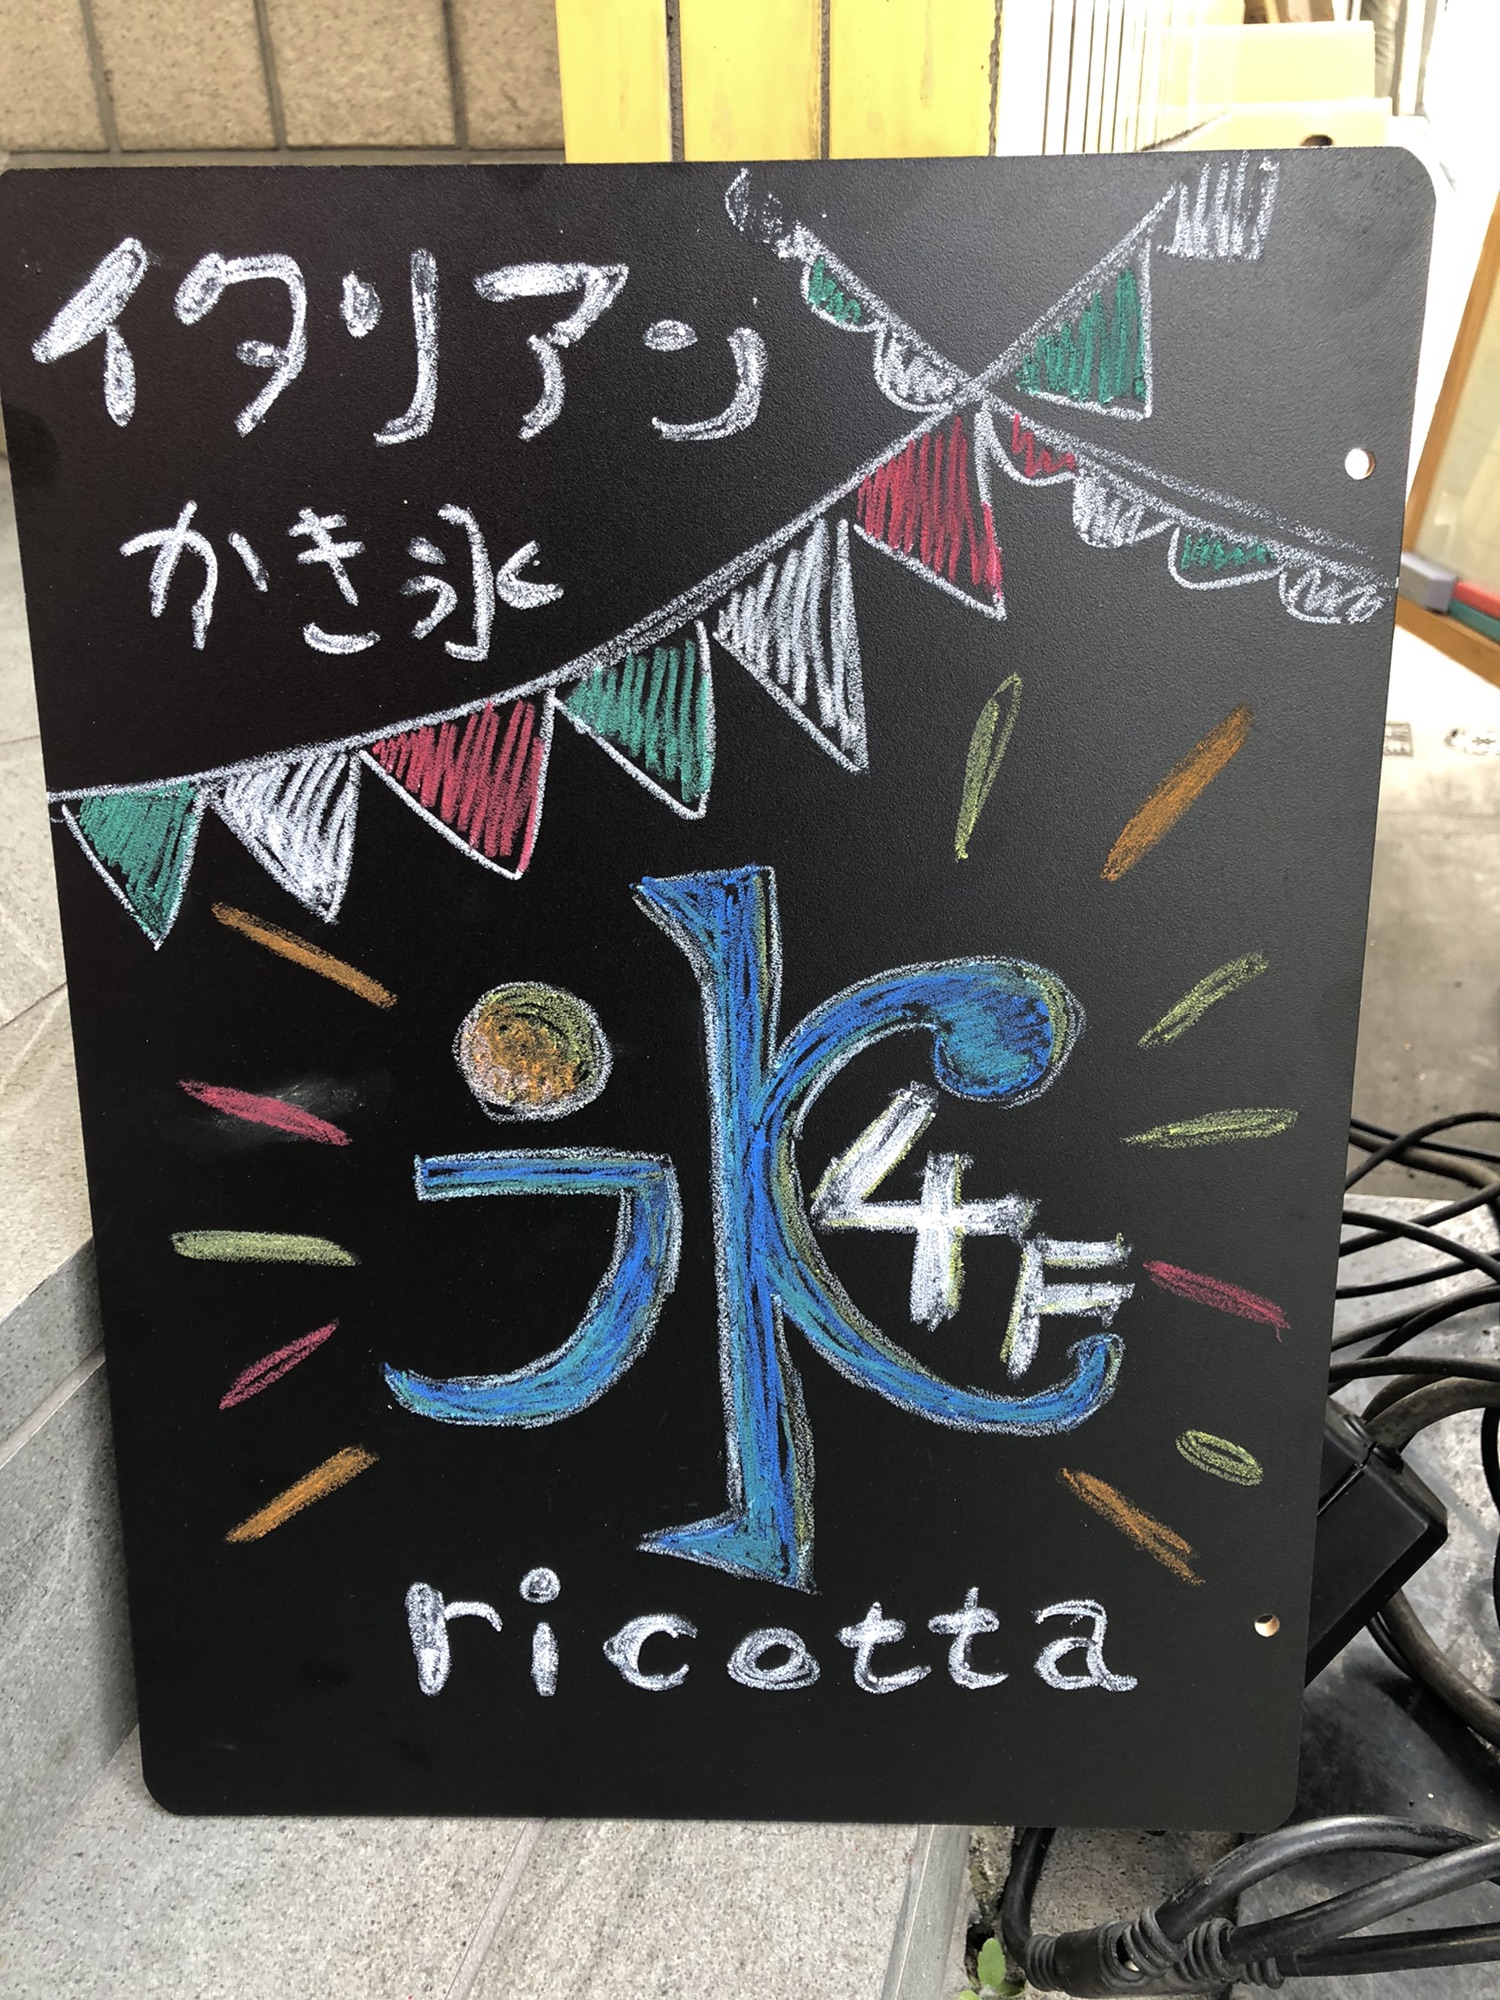 イタリアン
かき氷
氷
4F
ricotta